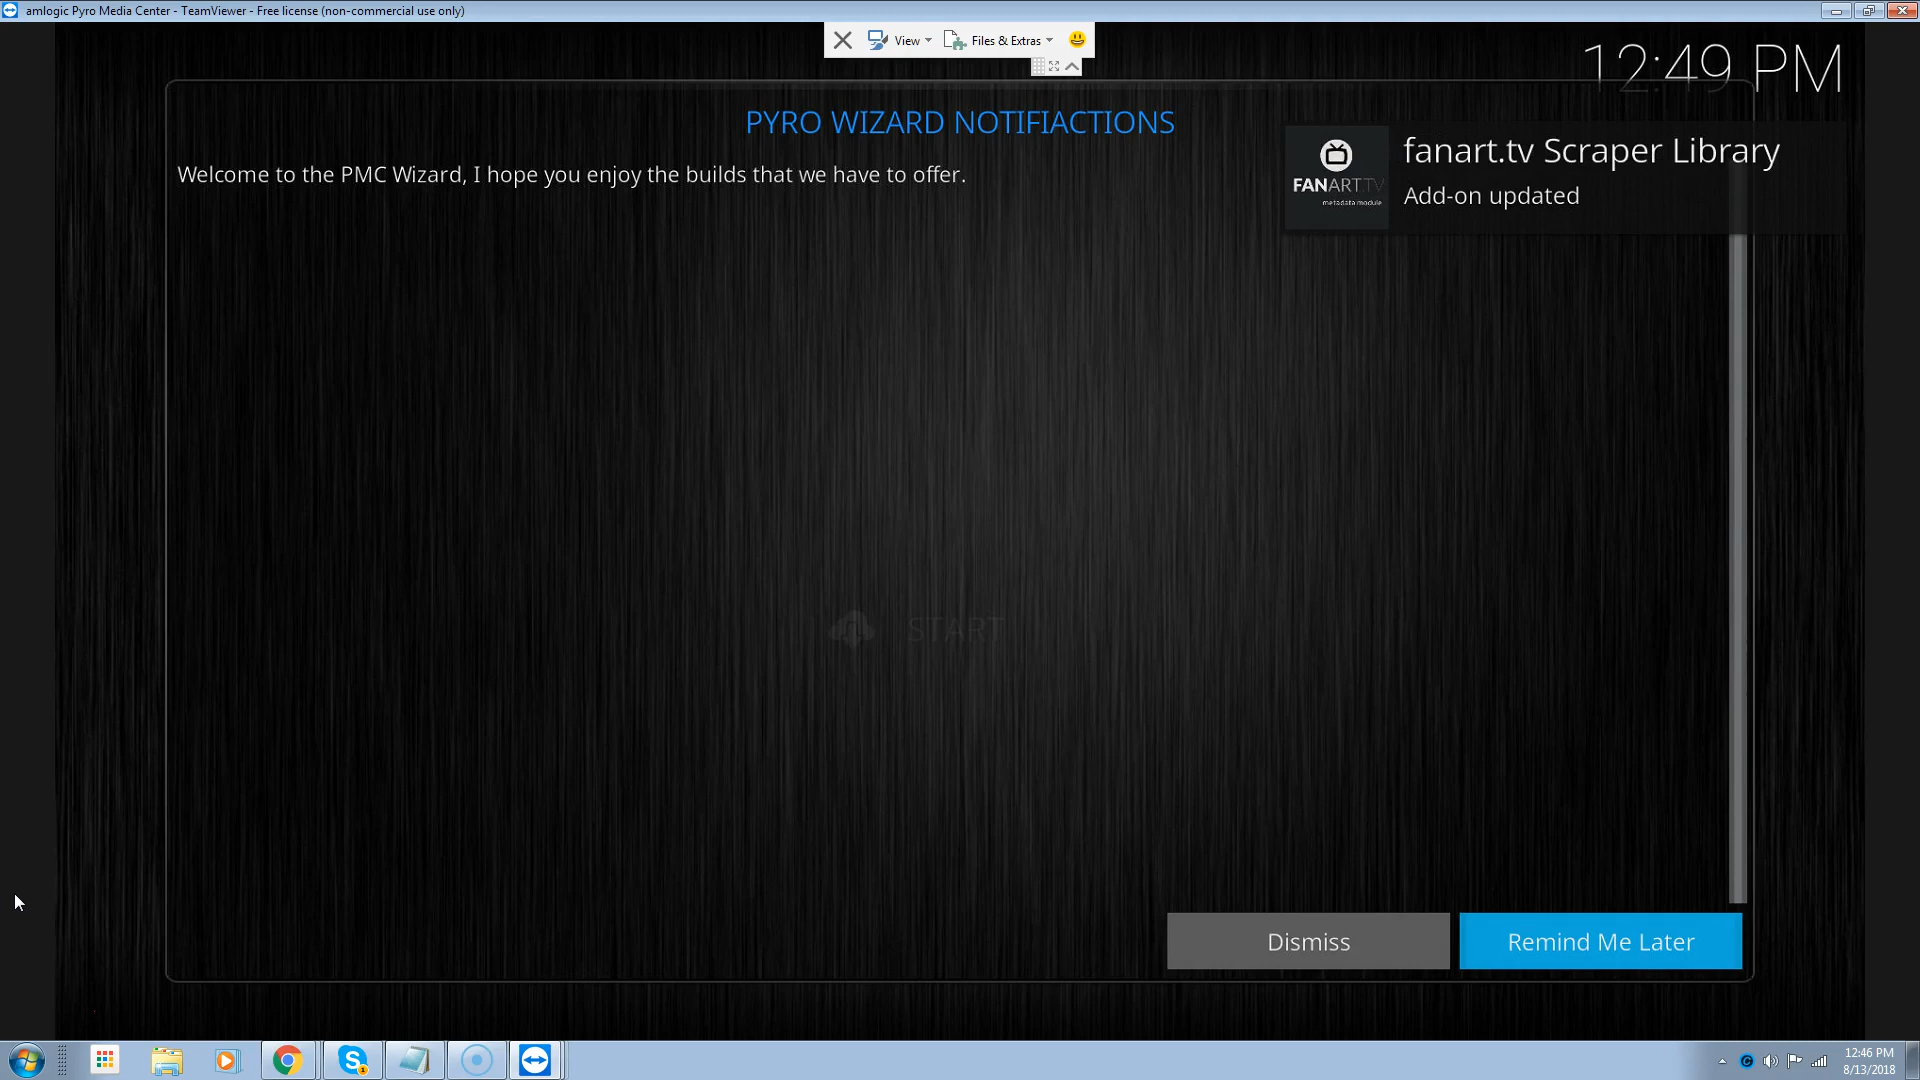 amlogic Pyro Media Center - TeamViewer - Free license (non-commercial use only)
View
Files & Extras
12:49 PM
PYRO WIZARD NOTIFIACTIONS
Welcome to the PMC Wizard, I hope you enjoy the builds that we have to offer.
FANART.TV
metadata module
fanart.tv Scraper Library
Add-on updated
START
Dismiss
Remind Me Later
12:46 PM
8/13/2018